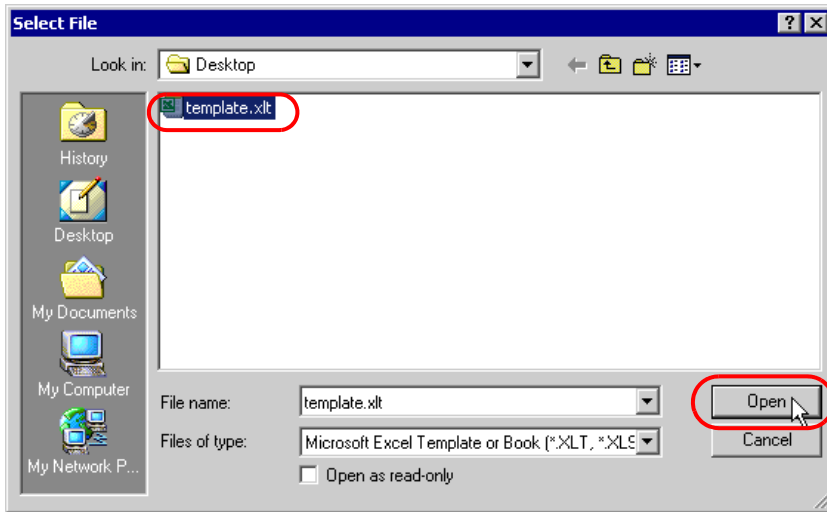 Select File
Look in: Desktop
template.xlt
History
Desktop
My Documents
My Computer
My Network P...
File name: template.xlt
Open
Files of type: Microsoft Excel Template or Book (*.XLT, *.XLS
Cancel
Open as read-only